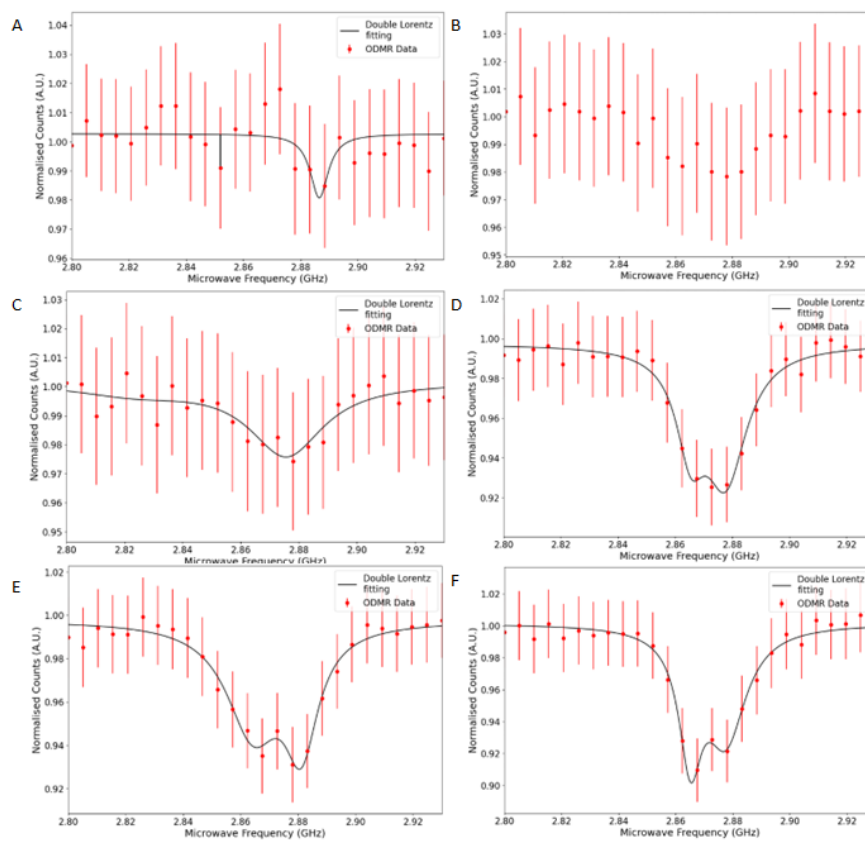 A
Normalised Counts (A.U.)
1.04
1.03
1.02
1.01
1.00
0.99
0.98
0.97
0.96
Double Lorentz
fitting
ODMR Data
2.80 2.82 2.84 2.86 2.88 2.90 2.92
Microwave Frequency (GHz)
B
Normalised Counts (A.U.)
1.03
1.02
1.01
1.00
0.99
0.98
0.97
0.96
0.95
2.80 2.82 2.84 2.86 2.88 2.90 2.92
Microwave Frequency (GHz)
C
Normalised Counts (A.U.)
1.03
1.02
1.01
1.00
0.99
0.98
0.97
0.96
0.95
Double Lorentz
fitting
ODMR Data
2.80 2.82 2.84 2.86 2.88 2.90 2.92
Microwave Frequency (GHz)
D
Normalised Counts (A.U.)
1.02
1.00
0.98
0.96
0.94
0.92
Double Lorentz
fitting
ODMR Data
2.80 2.82 2.84 2.86 2.88 2.90 2.92
Microwave Frequency (GHz)
E
Normalised Counts (A.U.)
1.02
1.00
0.98
0.96
0.94
0.92
Double Lorentz
fitting
ODMR Data
2.80 2.82 2.84 2.86 2.88 2.90 2.92
Microwave Frequency (GHz)
F
Normalised Counts (A.U.)
1.02
1.00
0.98
0.96
0.94
0.92
0.90
Double Lorentz
fitting
ODMR Data
2.80 2.82 2.84 2.86 2.88 2.90 2.92
Microwave Frequency (GHz)